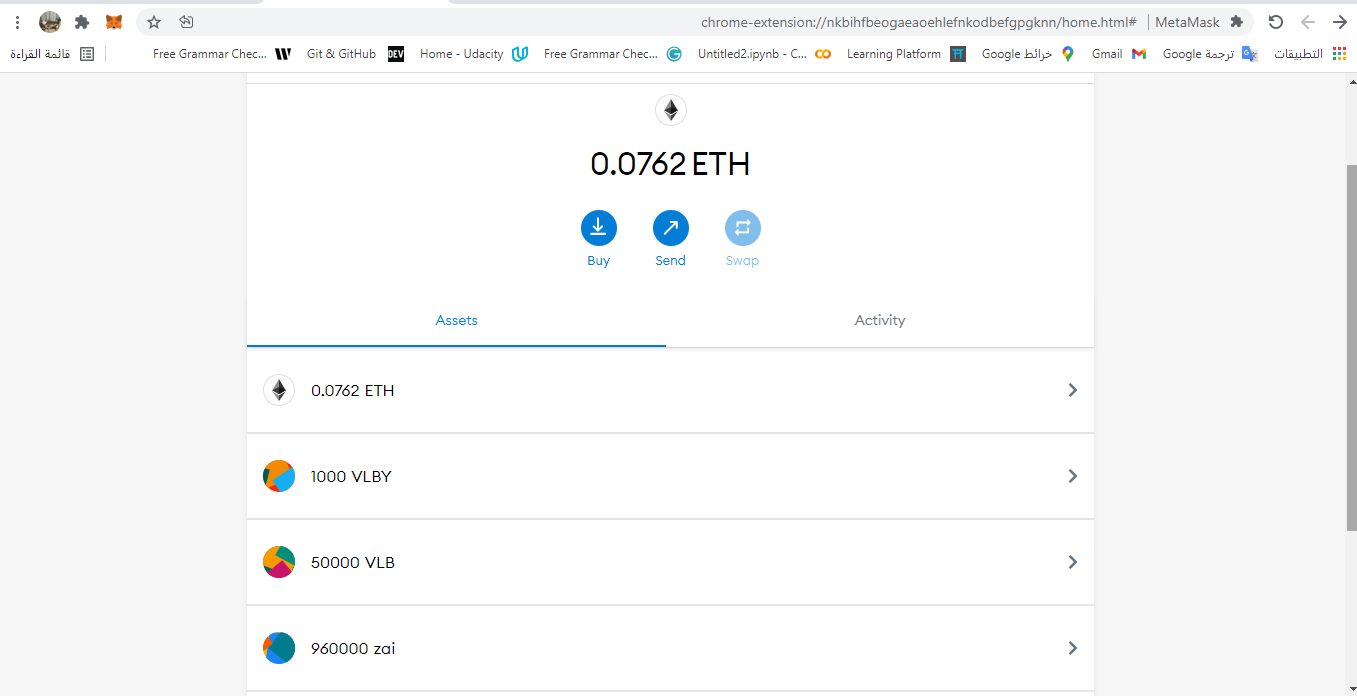 chrome-extension://nkbihfbeogaeaoehlefnkodbefgpgknn/home.html# | MetaMask
قائمة القراءة
Free Grammar Chec...
Git & GitHub
DEV
Home - Udacity
Free Grammar Chec...
Untitled2.ipynb - C...
Learning Platform
خرائط Google
Gmail
ترجمة Google
التطبيقات
0.0762 ETH
Buy
Send
Swap
Assets
Activity
0.0762 ETH
1000 VLBY
50000 VLB
960000 zai